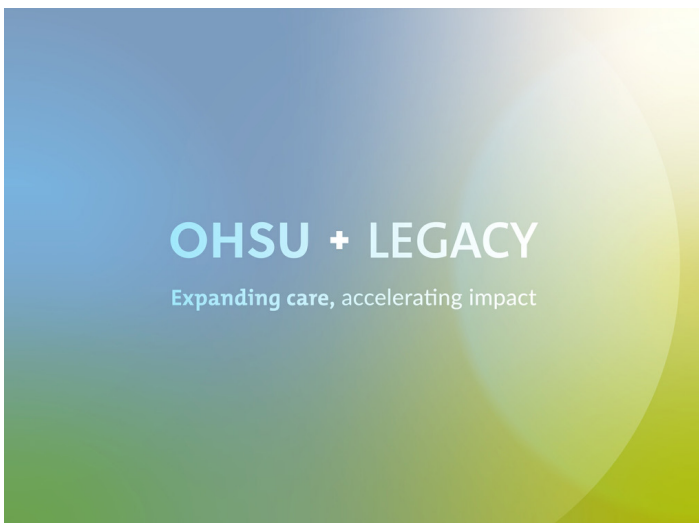 OHSU + LEGACY
Expanding care, accelerating impact